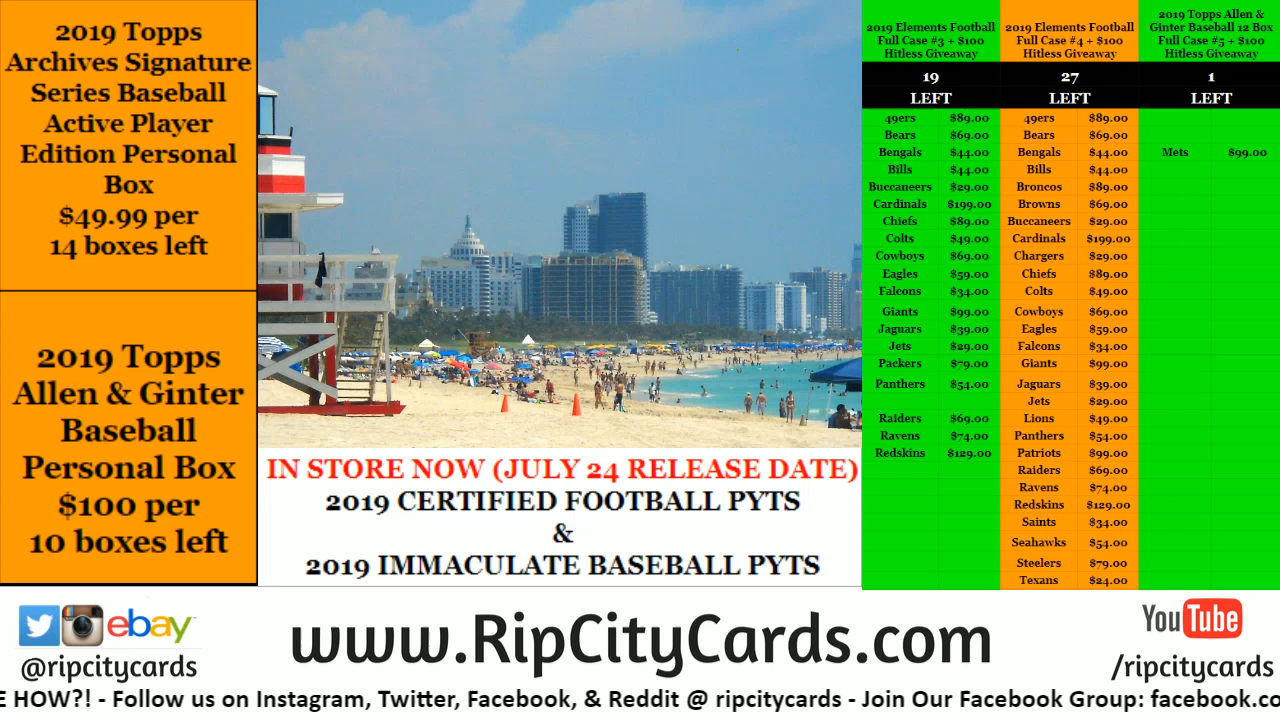 2019 Topps
Archives Signature
Series Baseball
Active Player
Edition Personal
Box
$49.99 per
14 boxes left
2019 Topps
Allen & Ginter
Baseball
Personal Box
$100 per
10 boxes left
IN STORE NOW (JULY 24 RELEASE DATE)
2019 CERTIFIED FOOTBALL PYTS
&
2019 IMMACULATE BASEBALL PYTS
2019 Elements Football
Full Case #3 + $100
Hitless Giveaway
19
LEFT
49ers $89.00
Bears $69.00
Bengals $44.00
Bills $44.00
Buccaneers $29.00
Cardinals $199.00
Chiefs $89.00
Colts $49.00
Cowboys $69.00
Eagles $59.00
Falcons $34.00
Giants $99.00
Jaguars $39.00
Jets $29.00
Packers $79.00
Panthers $54.00
Raiders $69.00
Ravens $74.00
Redskins $129.00
2019 Elements Football
Full Case #4 + $100
Hitless Giveaway
27
LEFT
49ers $89.00
Bears $69.00
Bengals $44.00
Bills $44.00
Broncos $89.00
Browns $69.00
Buccaneers $29.00
Cardinals $199.00
Chargers $29.00
Chiefs $89.00
Colts $49.00
Cowboys $69.00
Eagles $59.00
Falcons $34.00
Giants $99.00
Jaguars $39.00
Jets $29.00
Lions $49.00
Panthers $54.00
Patriots $99.00
Raiders $69.00
Ravens $74.00
Redskins $129.00
Saints $34.00
Seahawks $54.00
Steelers $79.00
Texans $24.00
2019 Topps Allen &
Ginter Baseball 12 Box
Full Case #5 + $100
Hitless Giveaway
1
LEFT
Mets $99.00
ebay
@ripcitycards
www.RipCityCards.com
YouTube
/ripcitycards
E HOW?! - Follow us on Instagram, Twitter, Facebook, & Reddit @ ripcitycards - Join Our Facebook Group: facebook.co